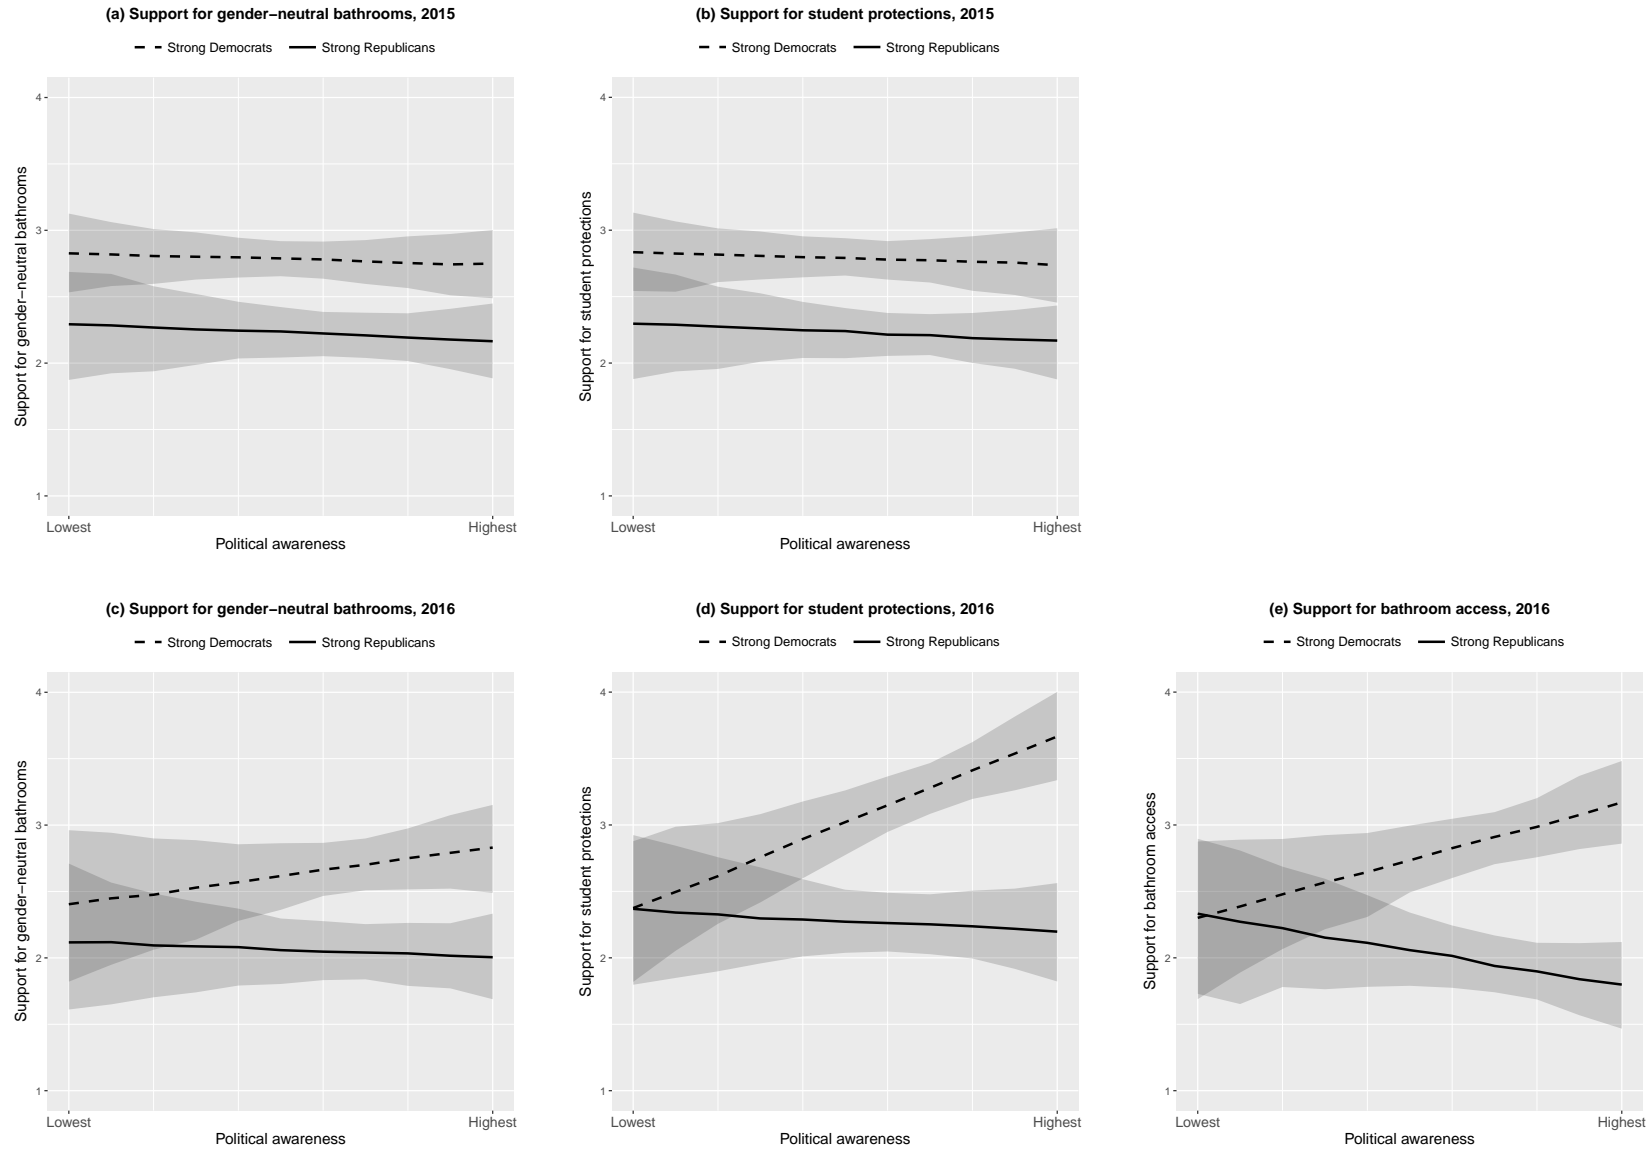 (a) Support for gender−neutral bathrooms, 2015
Strong Democrats Strong Republicans
Support for gender−neutral bathrooms
4
3
2
1
Lowest Highest
Political awareness
(b) Support for student protections, 2015
Strong Democrats Strong Republicans
Support for student protections
4
3
2
1
Lowest Highest
Political awareness
(c) Support for gender−neutral bathrooms, 2016
Strong Democrats Strong Republicans
Support for gender−neutral bathrooms
4
3
2
1
Lowest Highest
Political awareness
(d) Support for student protections, 2016
Strong Democrats Strong Republicans
Support for student protections
4
3
2
1
Lowest Highest
Political awareness
(e) Support for bathroom access, 2016
Strong Democrats Strong Republicans
Support for bathroom access
4
3
2
1
Lowest Highest
Political awareness